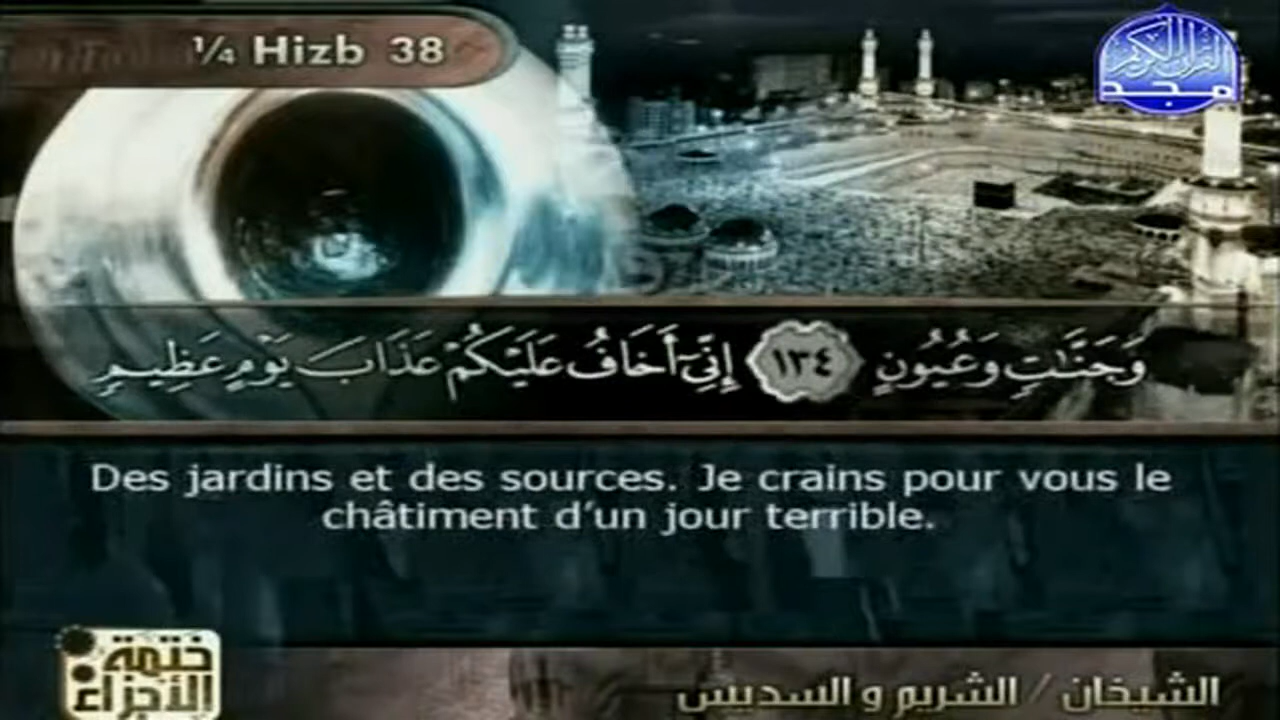 ¼ Hizb 38
القرآن الكريم
مجد
وَجَنَّٰتٖ وَعُيُونٍ ١٣٤ إِنِّيٓ أَخَافُ عَلَيۡكُمۡ عَذَابَ يَوۡمٍ عَظِيمٖ
Des jardins et des sources. Je crains pour vous le
châtiment d’un jour terrible.
ختمة
الأجزاء
الشيخان / الشريم و السديس